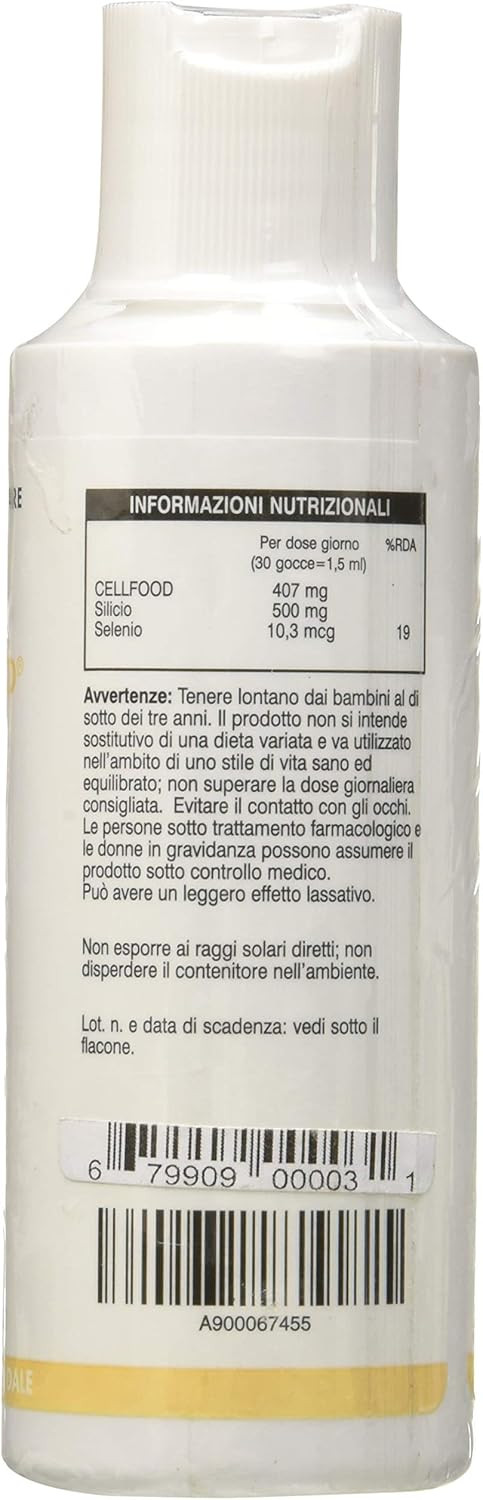 ARE
INFORMAZIONI NUTRIZIONALI
Per dose giorno %RDA
(30 gocce=1,5 ml)
CELLFOOD 407 mg
Silicio 500 mg
Selenio 10,3 mcg 19
®
Avvertenze: Tenere lontano dai bambini al di
sotto dei tre anni. Il prodotto non si intende
sostitutivo di una dieta variata e va utilizzato
nell'ambito di uno stile di vita sano ed
equilibrato; non superare la dose giornaliera
consigliata. Evitare il contatto con gli occhi.
Le persone sotto trattamento farmacologico e
le donne in gravidanza possono assumere il
prodotto sotto controllo medico.
Può avere un leggero effetto lassativo.
Non esporre ai raggi solari diretti; non
disperdere il contenitore nell'ambiente.
Lot. n. e data di scadenza: vedi sotto il
flacone.
6 79909 00003 1
A900067455
DALE